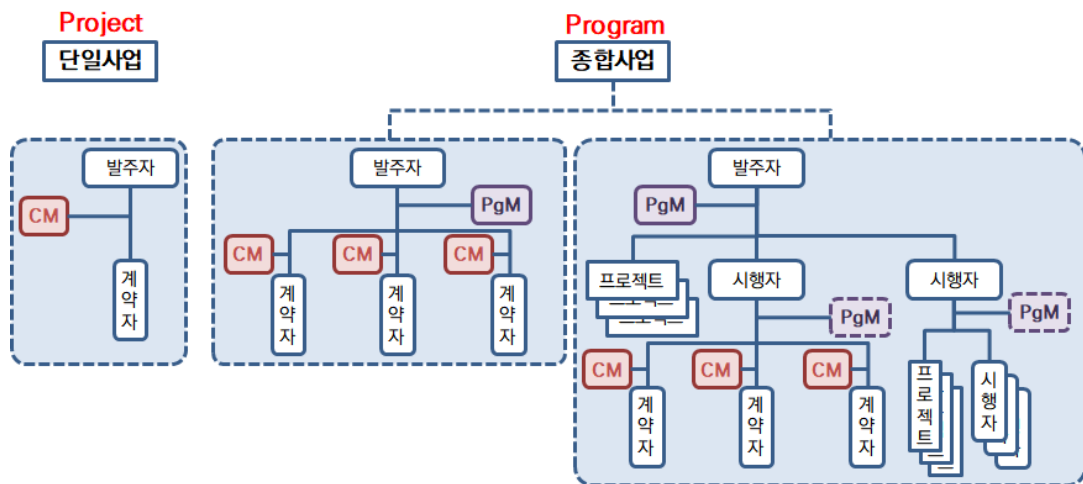 Project
단일사업
Program
종합사업
발주자
CM
계약자
발주자
PgM
CM
CM
CM
계약자
계약자
계약자
발주자
PgM
프로젝트
시행자
시행자
PgM
PgM
CM
CM
CM
계약자
계약자
계약자
프로젝트
시행자